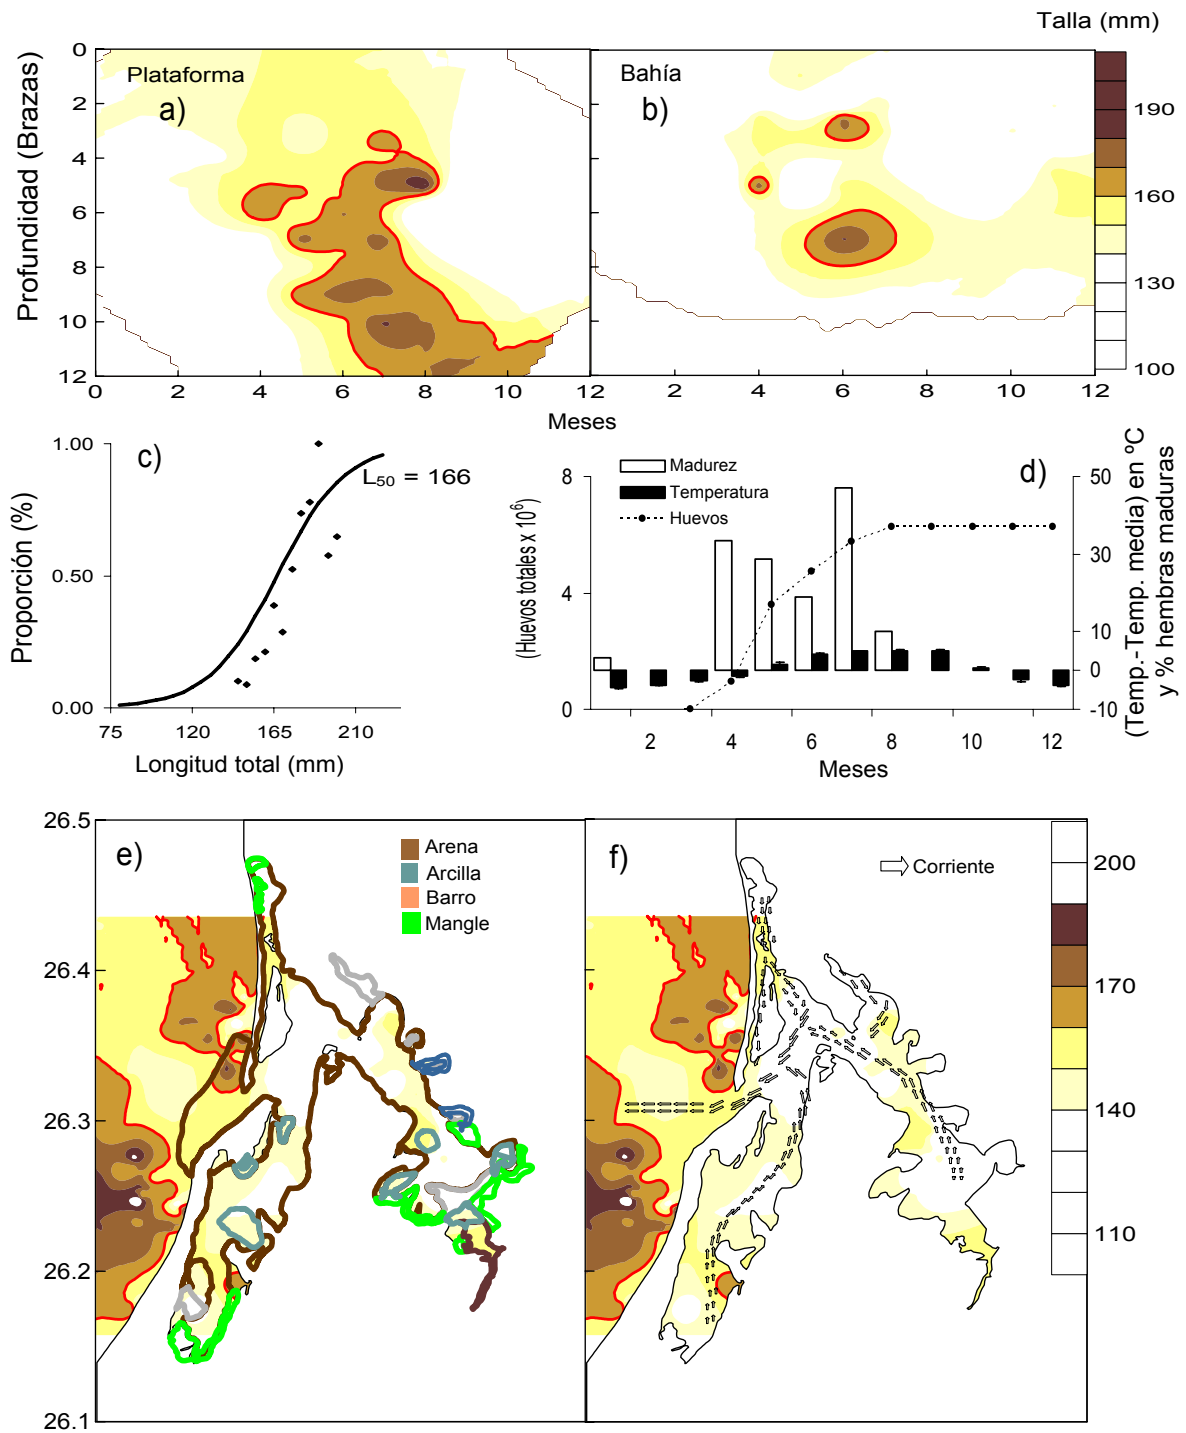 Talla (mm)
Profundidad (Brazas)
0
2
4
6
8
10
12
Plataforma
a)
Bahía
b)
190
160
130
100
0
2
4
6
8
10
12
2
4
6
8
10
12
Meses
Proporción (%)
1.00
0.50
0.00
c)
L₅₀ = 166
75
120
165
210
Longitud total (mm)
(Huevos totales x 10⁶)
8
4
0
Madurez
Temperatura
Huevos
d)
50
30
10
0
-10
(Temp.-Temp. media) en ºC
y % hembras maduras
2
4
6
8
10
12
Meses
26.5
26.4
26.3
26.2
26.1
e)
Arena
Arcilla
Barro
Mangle
f)
Corriente
200
170
140
110